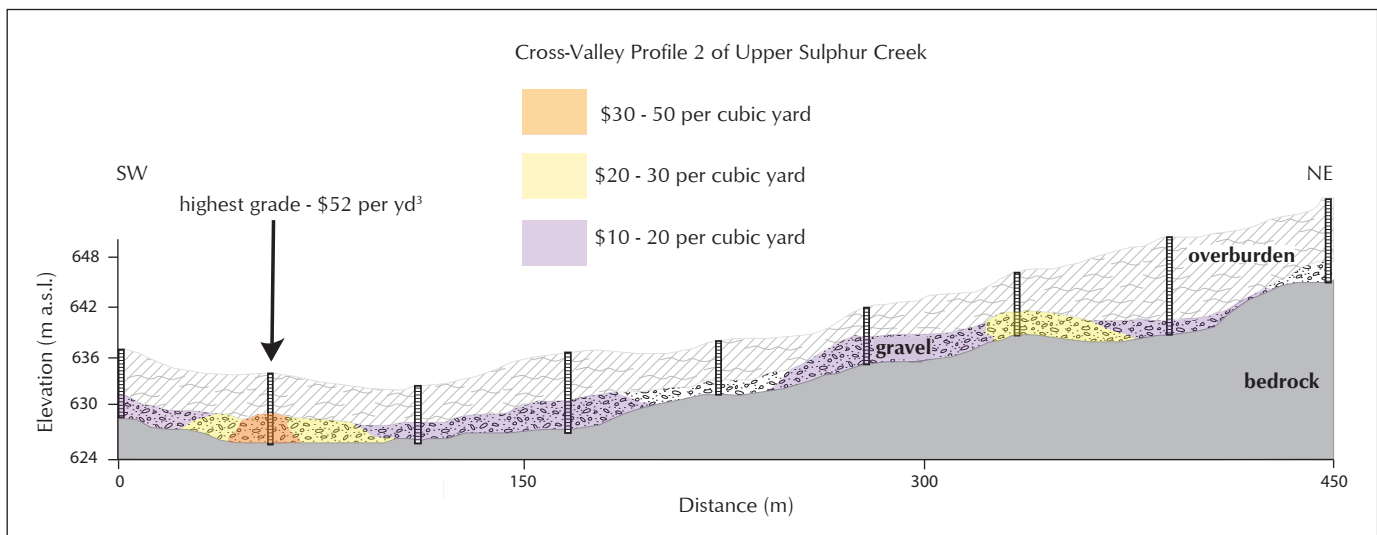 Cross-Valley Profile 2 of Upper Sulphur Creek
$30 - 50 per cubic yard
$20 - 30 per cubic yard
$10 - 20 per cubic yard
SW
NE
highest grade - $52 per yd³
overburden
gravel
bedrock
Elevation (m a.s.l.)
648
642
636
630
624
0
150
300
450
Distance (m)